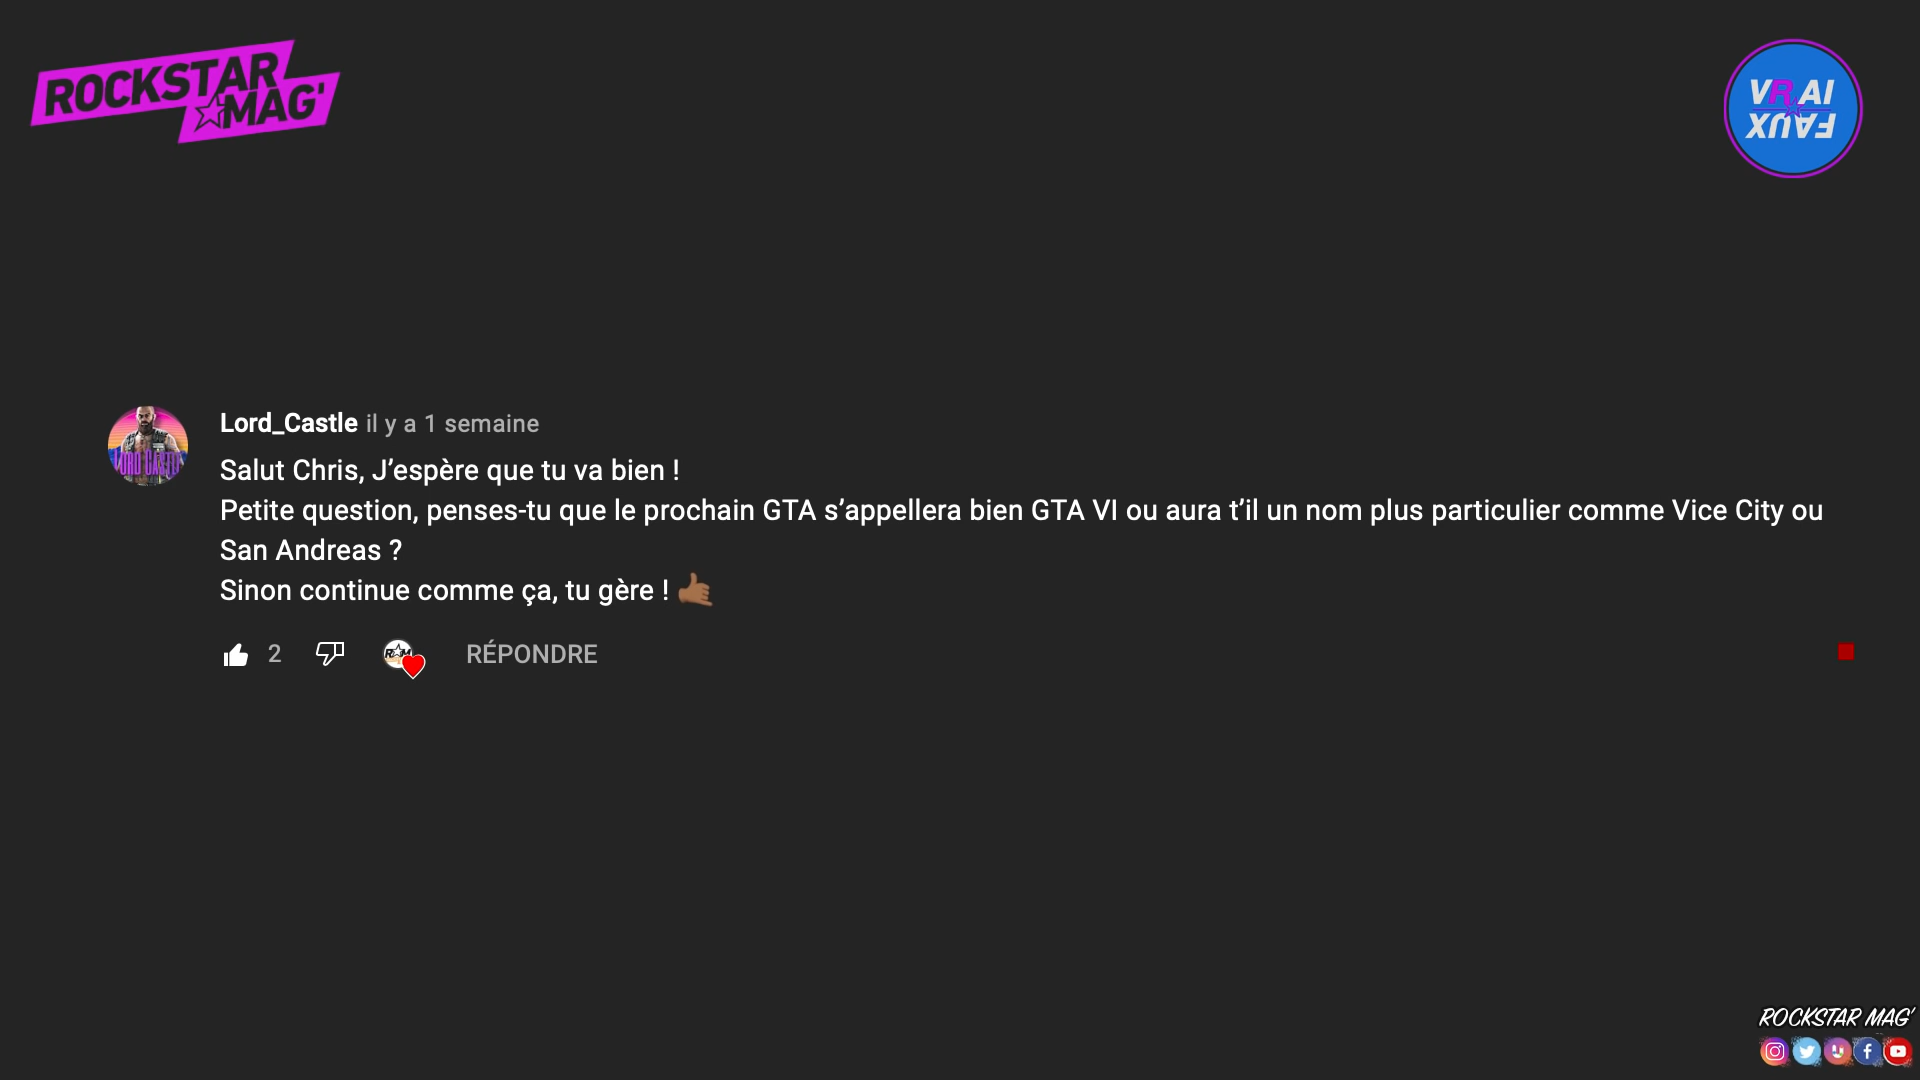 ROCKSTAR
MAG'
VRAI
FAUX
Lord_Castle il y a 1 semaine
Salut Chris, J’espère que tu va bien !
Petite question, penses-tu que le prochain GTA s’appellera bien GTA VI ou aura t’il un nom plus particulier comme Vice City ou
San Andreas ?
Sinon continue comme ça, tu gère !
2 RÉPONDRE
ROCKSTAR MAG'